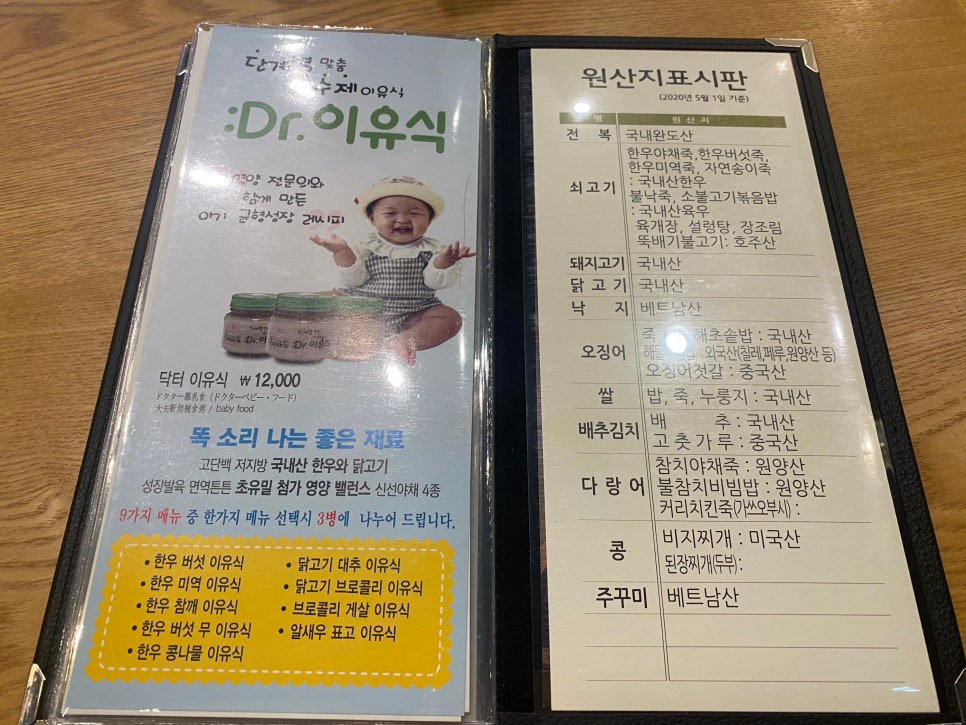 단계별 맞춤
수제 이유식
:Dr.이유식
영양 전문의와
함께 만든
아기 균형성장 레시피
:Dr.이유식
닥터 이유식 ₩12,000
ドクター離乳食 (ドクターベビー・フード)
大夫断奶辅食粥 / baby food
똑 소리 나는 좋은 재료
고단백 저지방 국내산 한우와 닭고기
성장발육 면역튼튼 초유밀 첨가 영양 밸런스 신선야채 4종
9가지 메뉴 중 한가지 메뉴 선택시 3병에 나누어 드립니다.
• 한우 버섯 이유식
• 한우 미역 이유식
• 한우 참깨 이유식
• 한우 버섯 무 이유식
• 한우 콩나물 이유식
• 닭고기 대추 이유식
• 닭고기 브로콜리 이유식
• 브로콜리 게살 이유식
• 알새우 표고 이유식
원산지표시판
(2020년 5월 1일 기준)
명 원산지
전복 국내완도산
쇠고기
한우야채죽,한우버섯죽,
한우미역죽, 자연송이죽
: 국내산한우
불낙죽, 소불고기볶음밥
: 국내산육우
육개장, 설렁탕, 장조림
뚝배기불고기: 호주산
돼지고기 국내산
닭고기 국내산
낙지 베트남산
오징어
죽 해초솥밥 : 국내산
: 외국산(칠레,페루,원양산 등)
오징어젓갈 : 중국산
쌀 밥, 죽, 누룽지 : 국내산
배추김치
배 추 : 국내산
고춧가루 : 중국산
다랑어
참치야채죽 : 원양산
불참치비빔밥 : 원양산
커리치킨죽(가쓰오부시) :
콩
비지찌개 : 미국산
된장찌개(두부) :
주꾸미 베트남산